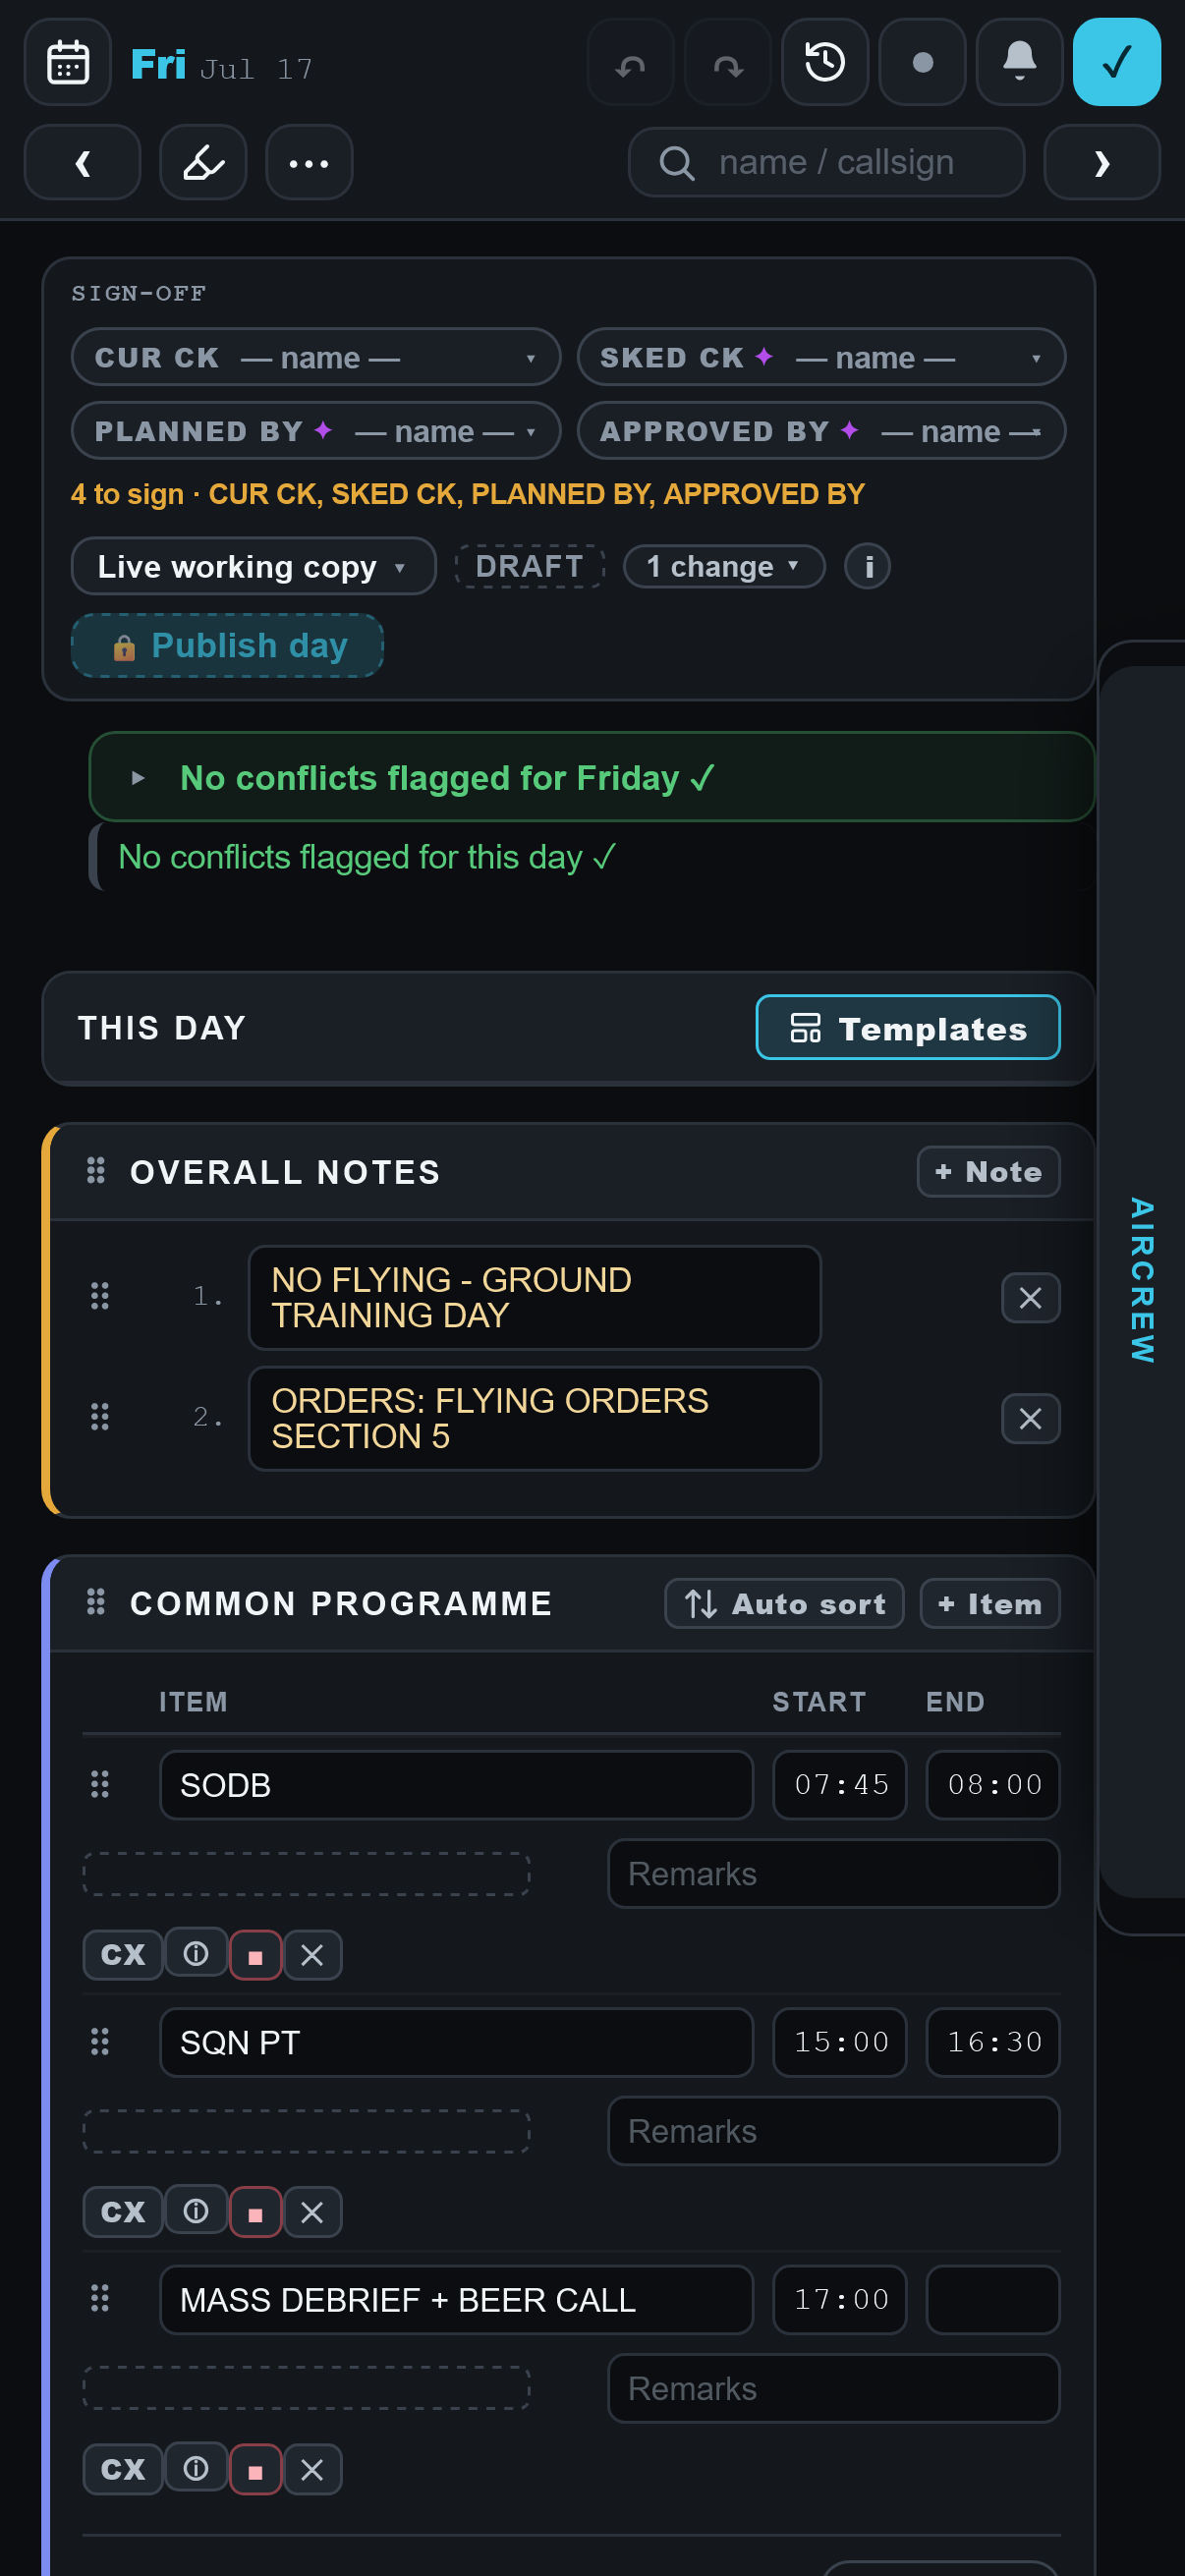 Fri Jul 17
name / callsign
SIGN-OFF
CUR CK — name —
SKED CK ✦ — name —
PLANNED BY ✦ — name —
APPROVED BY ✦ — name —
4 to sign · CUR CK, SKED CK, PLANNED BY, APPROVED BY
Live working copy
DRAFT
1 change
i
Publish day
No conflicts flagged for Friday ✓
No conflicts flagged for this day ✓
AIRCREW
THIS DAY
Templates
OVERALL NOTES
+ Note
1.
NO FLYING - GROUND
TRAINING DAY
2.
ORDERS: FLYING ORDERS
SECTION 5
COMMON PROGRAMME
Auto sort
+ Item
ITEM START END
SODB 07:45 08:00
Remarks
CX
SQN PT 15:00 16:30
Remarks
CX
MASS DEBRIEF + BEER CALL 17:00
Remarks
CX